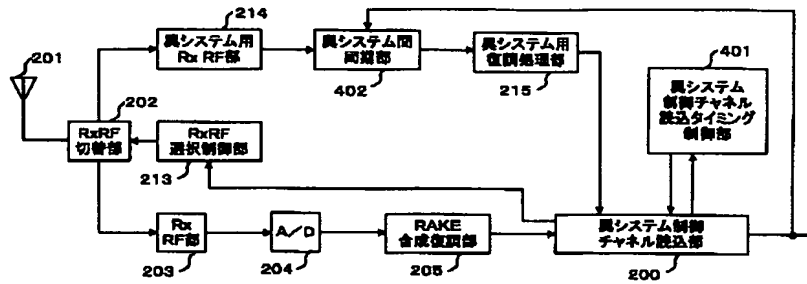 214
201
異システム用
Rx RF部
異システム間
同期部
402
異システム用
復調処理部
215
401
異システム
制御チャネル
読込タイミング
制御部
202
RxRF
切替部
RxRF
選択制御部
213
Rx
RF部
203
A/D
204
RAKE
合成復調部
205
異システム制御
チャネル読込部
200